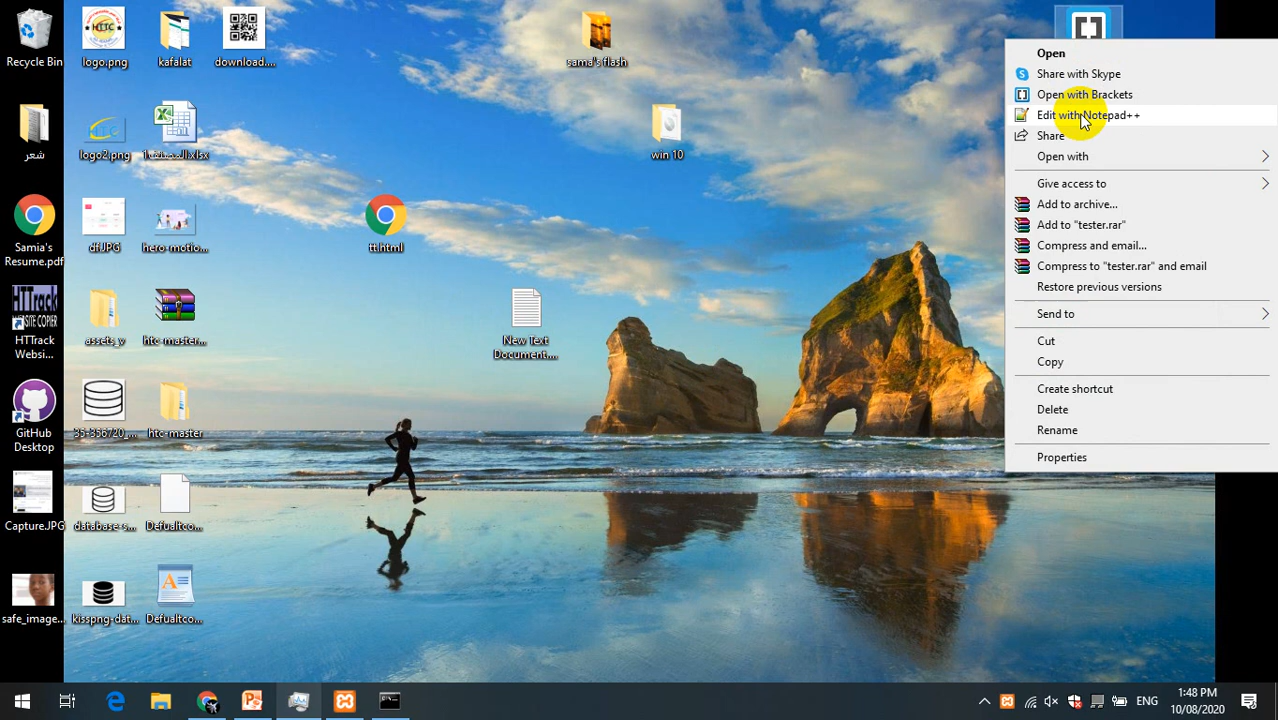 Recycle Bin
logo.png
kafalat
download....
sama's flash
شعر
logo2.png
win 10
Samia's
Resume.pdf
df.JPG
hero-motio...
tt.html
HTTrack
Websi...
assets_v
htc-master...
New Text
Document....
GitHub
Desktop
htc-master
Capture.JPG
database-s...
Defualtco...
safe_image...
kisspng-dat...
Defualtco...
Open
Share with Skype
Open with Brackets
Edit with Notepad++
Share
Open with
Give access to
Add to archive...
Add to "tester.rar"
Compress and email...
Compress to "tester.rar" and email
Restore previous versions
Send to
Cut
Copy
Create shortcut
Delete
Rename
Properties
ENG
1:48 PM
10/08/2020